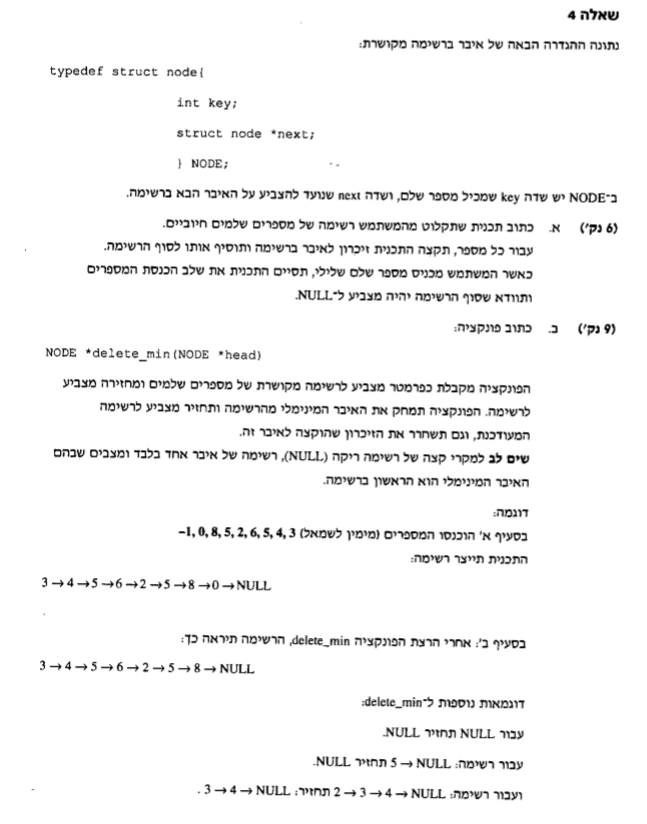 שאלה 4
נתונה ההגדרה הבאה של איבר ברשימה מקושרת:
typedef struct node{
int key;
struct node *next;
} NODE;
ב־NODE יש שדה key שמכיל מספר שלם, ושדה next שנועד להצביע על האיבר הבא ברשימה.
(6 נק') א. כתוב תכנית שתקלוט מהמשתמש רשימה של מספרים שלמים חיוביים.
עבור כל מספר, תקצה התכנית זיכרון לאיבר ברשימה ותוסיף אותו לסוף הרשימה.
כאשר המשתמש מכניס מספר שלם שלילי, תסיים התכנית את שלב הכנסת המספרים
ותוודא שסוף הרשימה יהיה מצביע ל־NULL.
(9 נק') ב. כתוב פונקציה:
NODE *delete_min(NODE *head)
הפונקציה מקבלת כפרמטר מצביע לרשימה מקושרת של מספרים שלמים ומחזירה מצביע
לרשימה. הפונקציה תמחק את האיבר המינימלי מהרשימה ותחזיר מצביע לרשימה
המעודכנת, וגם תשחרר את הזיכרון שהוקצה לאיבר זה.
שים לב למקרי קצה של רשימה ריקה (NULL), רשימה של איבר אחד בלבד ומצבים שבהם
האיבר המינימלי הוא הראשון ברשימה.
דוגמה:
בסעיף א' הוכנסו המספרים (מימין לשמאל) 3 ,4 ,5 ,6 ,2 ,5 ,8 ,0 ,1–
התכנית תייצר רשימה:
3→4→5→6→2→5→8→0→NULL
בסעיף ב': אחרי הרצת הפונקציה delete_min, הרשימה תיראה כך:
3→4→5→6→2→5→8→NULL
דוגמאות נוספות ל־delete_min:
עבור NULL תחזיר NULL.
עבור רשימה: 5→NULL תחזיר NULL.
ועבור רשימה: 2→3→4→NULL תחזיר: 3→4→NULL .